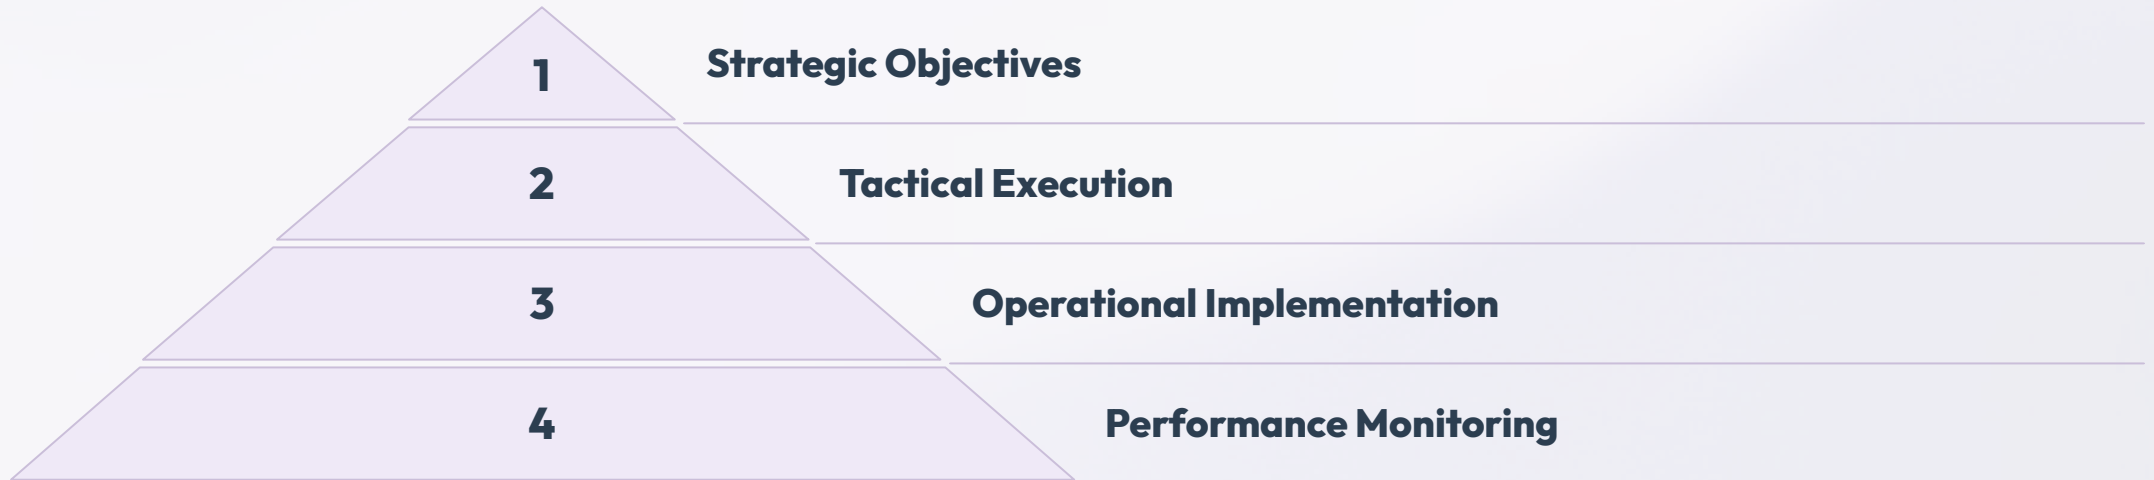 1
Strategic Objectives
2
Tactical Execution
3
Operational Implementation
4
Performance Monitoring